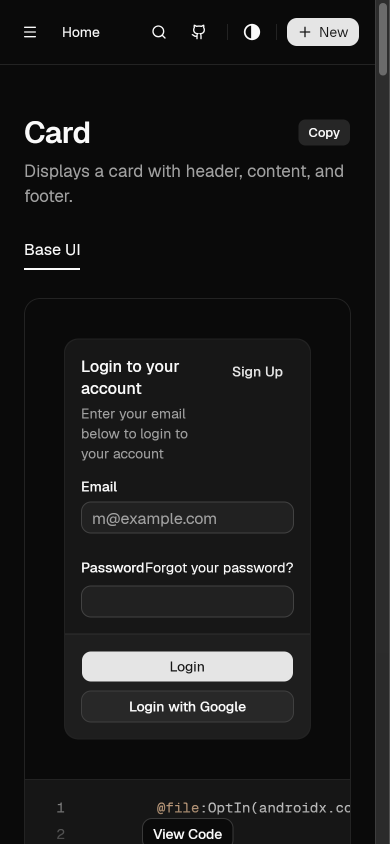 Home
New
Card
Copy
Displays a card with header, content, and
footer.
Base UI
Login to your
account
Sign Up
Enter your email
below to login to
your account
Email
m@example.com
Password
Forgot your password?
Login
Login with Google
1 @file:OptIn(androidx.co
2
View Code